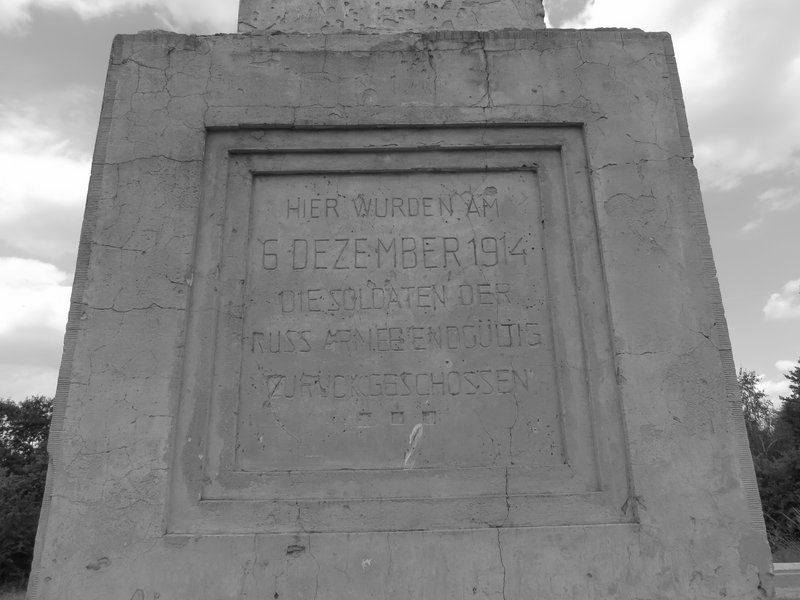 HIER WURDEN AM
6 DEZEMBER 1914
DIE SOLDATEN DER
RUSS ARMEE ENDGÜLTIG
ZURÜCKGESCHOSSEN